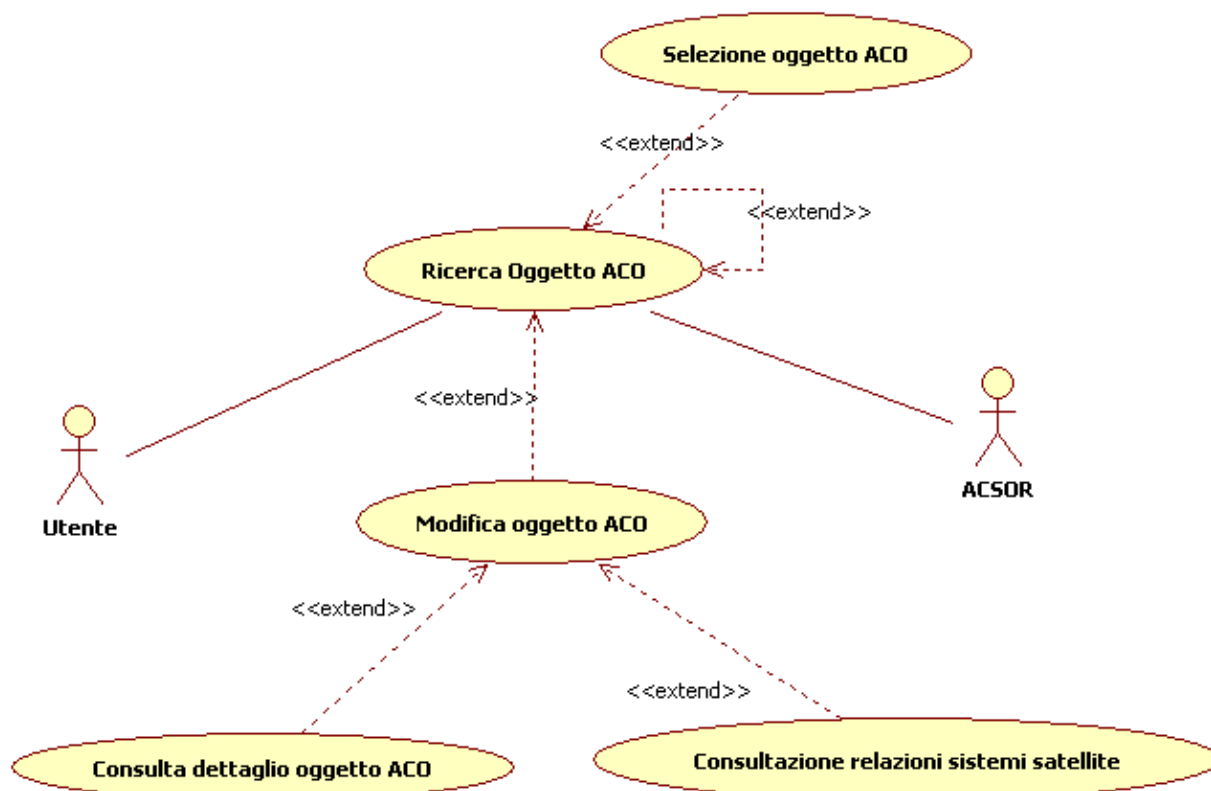 Selezione oggetto ACO
<<extend>>
<<extend>>
Ricerca Oggetto ACO
<<extend>>
Utente
ACSOR
Modifica oggetto ACO
<<extend>>
<<extend>>
Consulta dettaglio oggetto ACO
Consultazione relazioni sistemi satellite